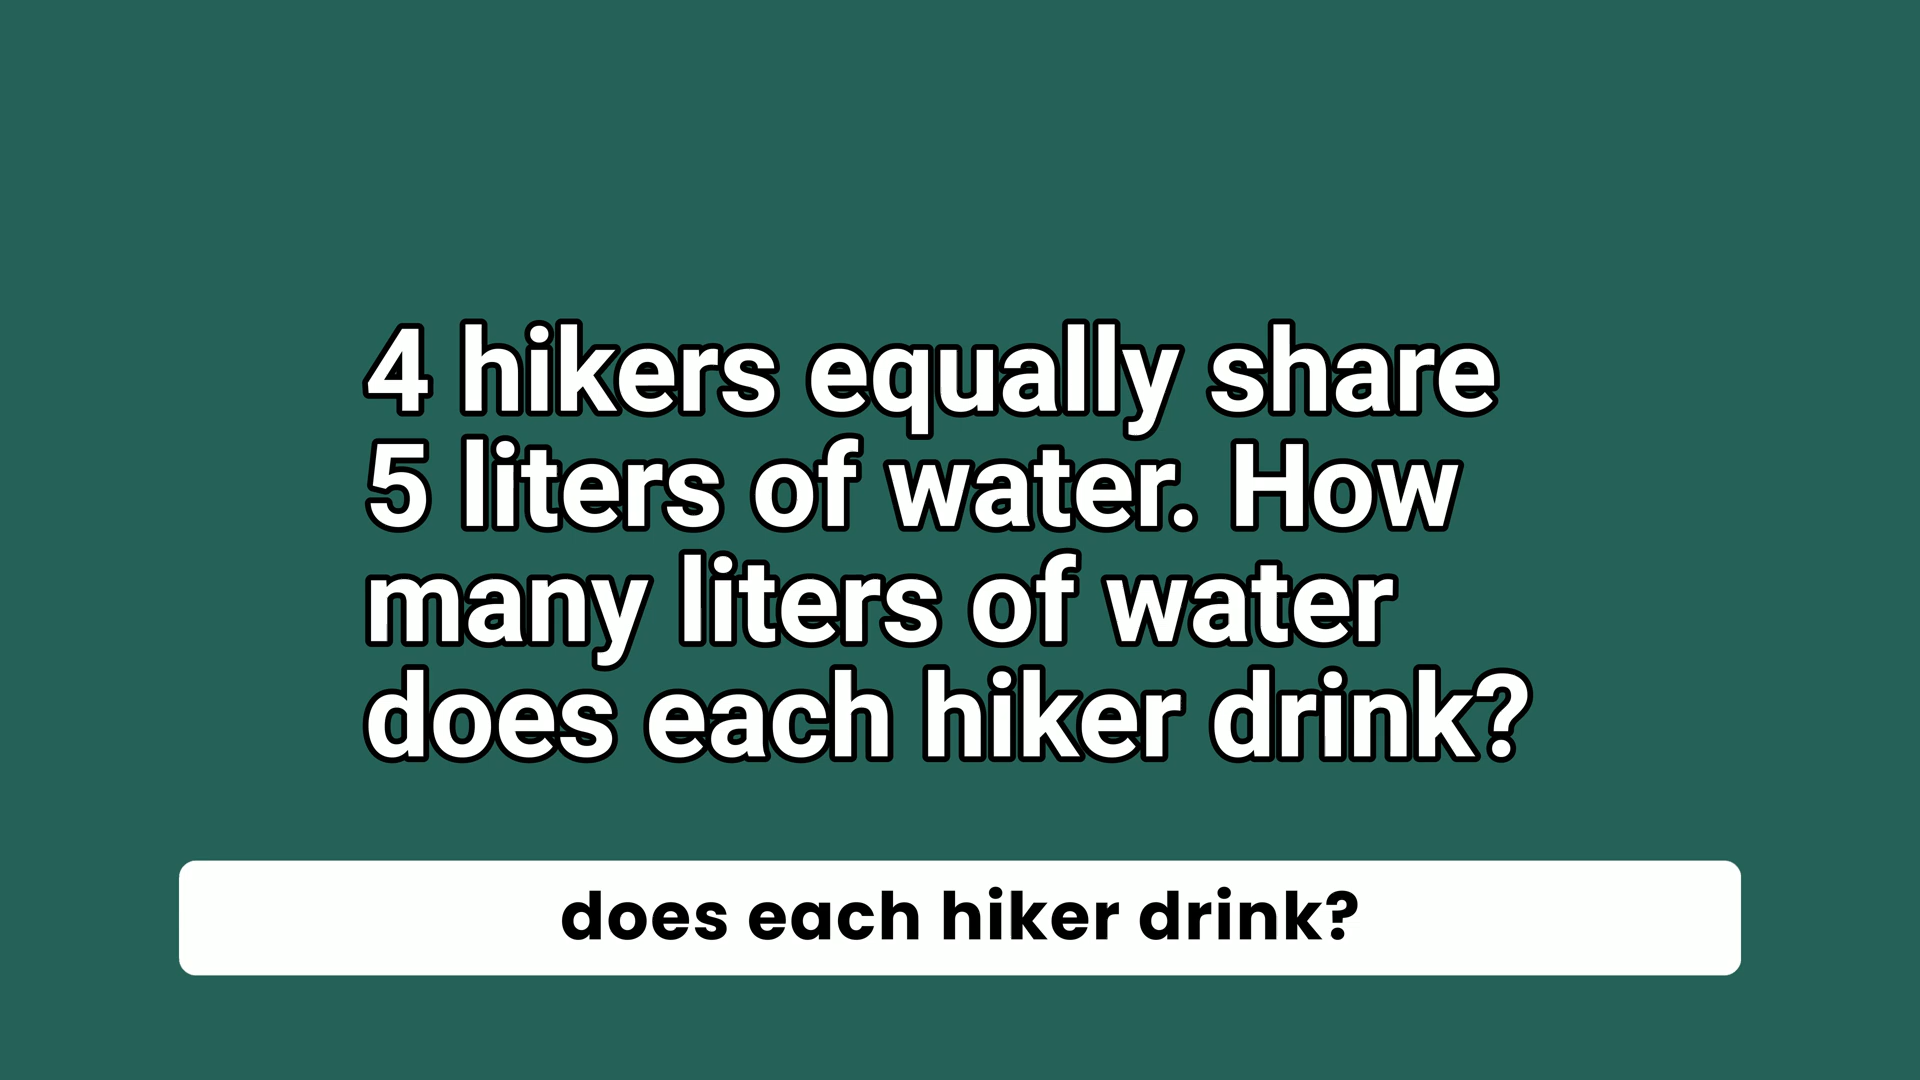 4 hikers equally share
5 liters of water. How
many liters of water
does each hiker drink?
does each hiker drink?